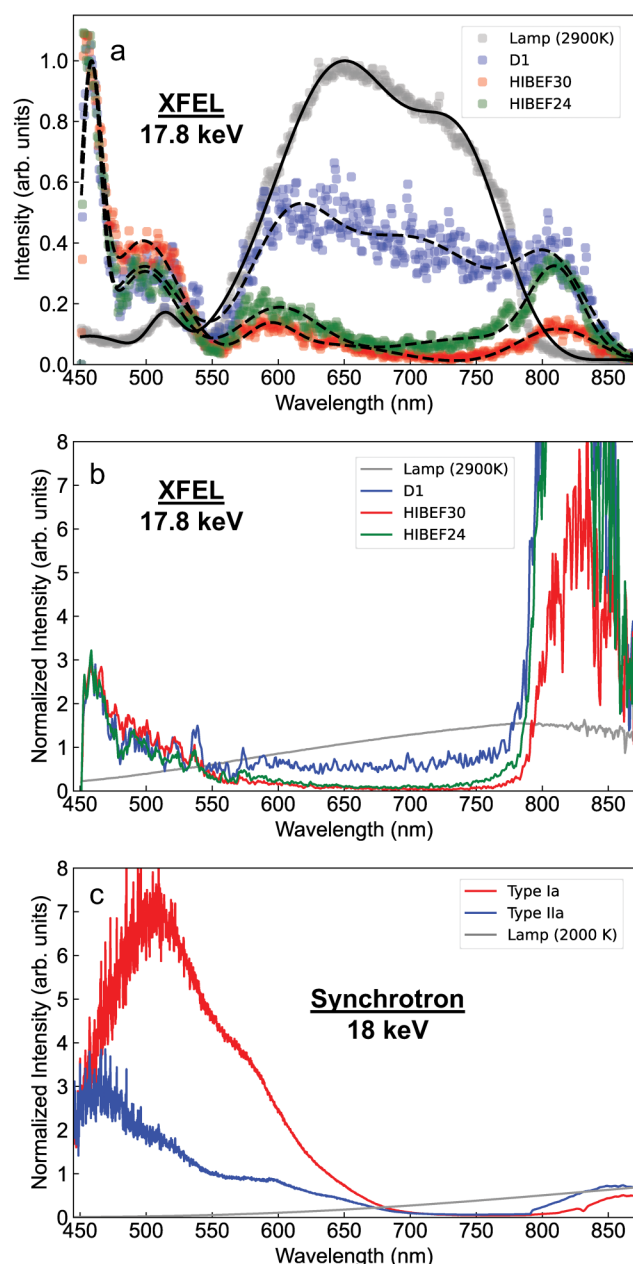 a
XFEL
17.8 keV
Lamp (2900K)
D1
HIBEF30
HIBEF24
Intensity (arb. units)
1.0
0.8
0.6
0.4
0.2
0.0
450 500 550 600 650 700 750 800 850
Wavelength (nm)
b
XFEL
17.8 keV
Lamp (2900K)
D1
HIBEF30
HIBEF24
Normalized Intensity (arb. units)
8
7
6
5
4
3
2
1
0
450 500 550 600 650 700 750 800 850
Wavelength (nm)
c
Type Ia
Type IIa
Lamp (2000 K)
Synchrotron
18 keV
Normalized Intensity (arb. units)
8
7
6
5
4
3
2
1
0
450 500 550 600 650 700 750 800 850
Wavelength (nm)